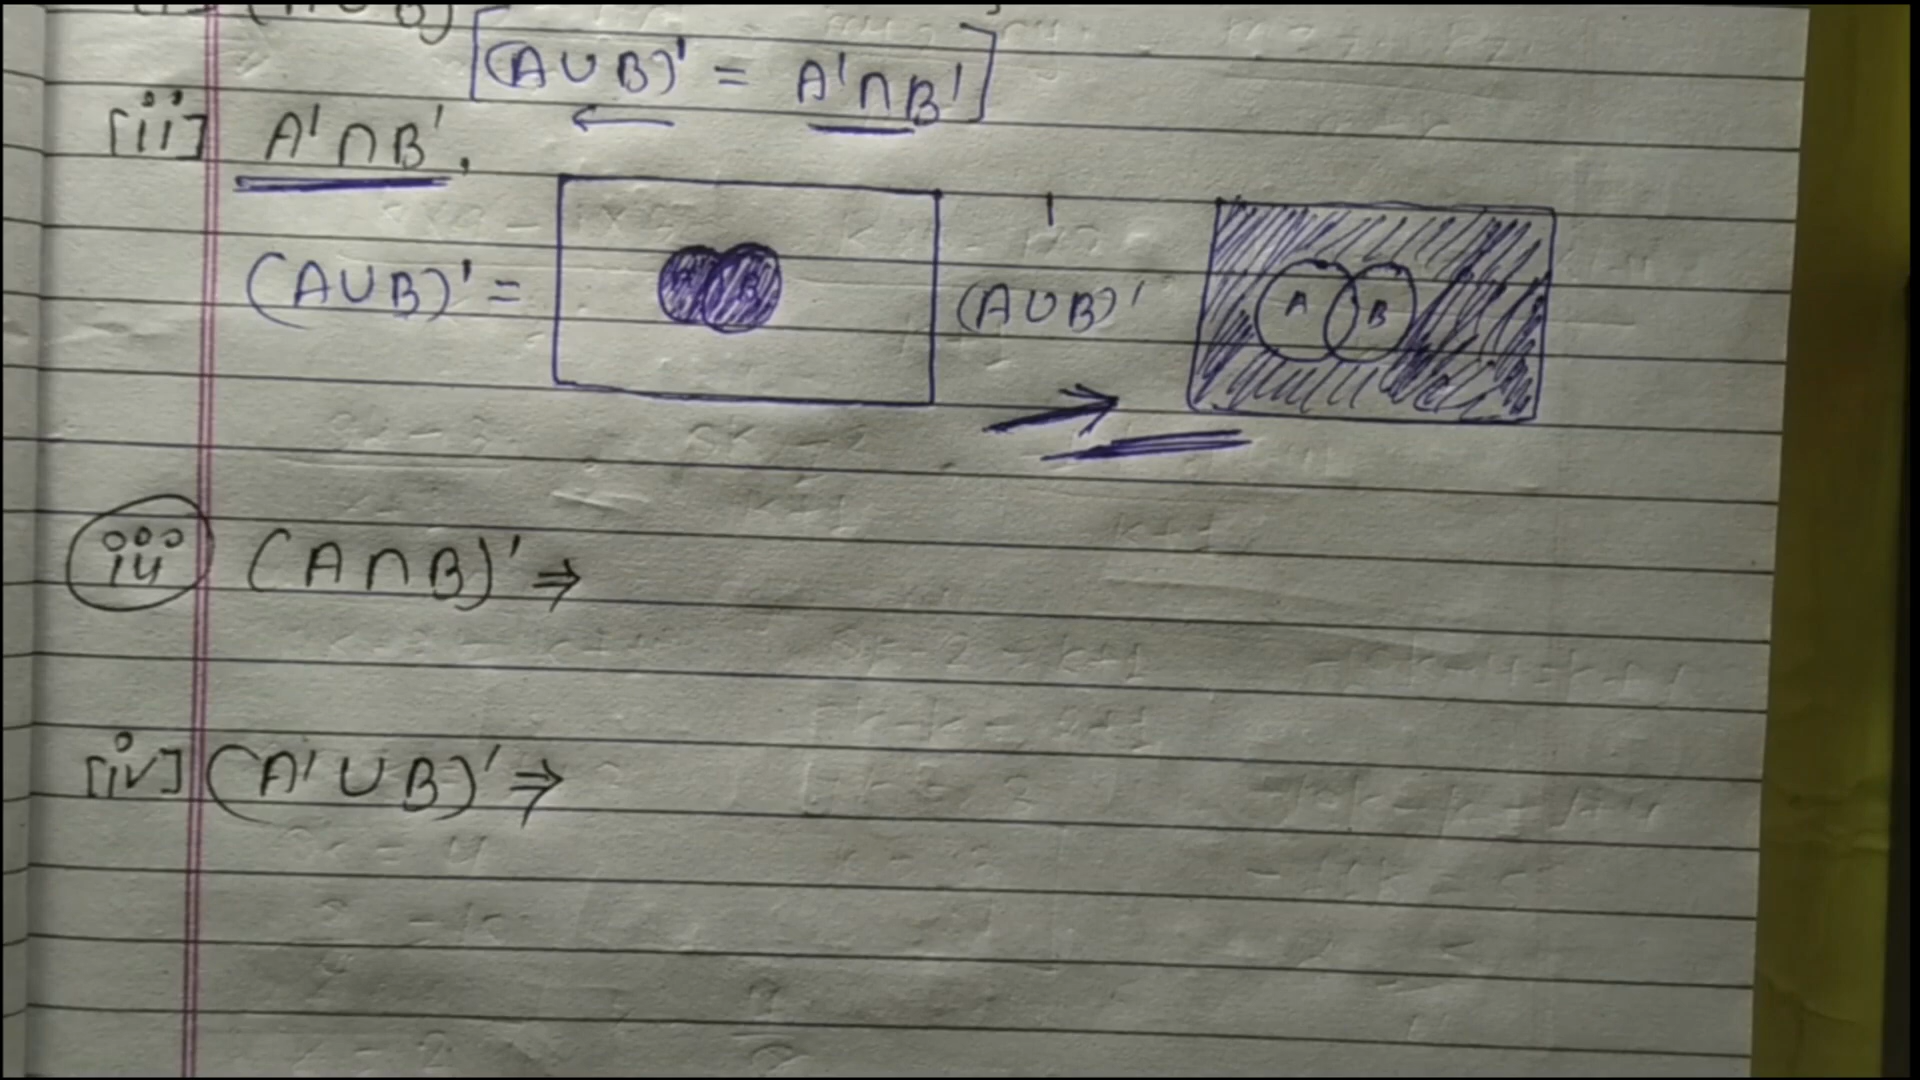 (A∪B)
[(A∪B)' = A'∩B']
[ii] A'∩B'.
(A∪B)' = A B (A∪B)' A B
iii (A∩B)' ⇒
[iv] (A'∪B)' ⇒